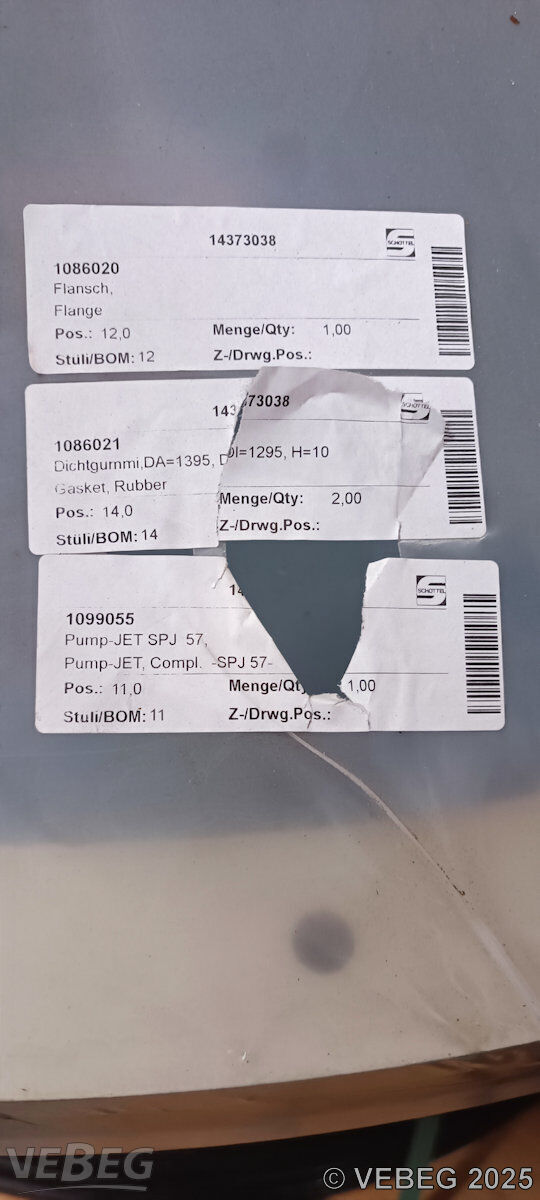 14373038
SCHOTTEL
1086020
Flansch,
Flange
Pos.: 12,0 Menge/Qty: 1,00
Stüli/BOM: 12 Z-/Drwg.Pos.:
14373038
SCHOTTEL
1086021
Dichtgummi,DA=1395, DI=1295, H=10
Gasket, Rubber
Pos.: 14,0 Menge/Qty: 2,00
Stüli/BOM: 14 Z-/Drwg.Pos.:
SCHOTTEL
1099055
Pump-JET SPJ 57,
Pump-JET, Compl. -SPJ 57-
Pos.: 11,0 Menge/Qty 1,00
Stüli/BOM: 11 Z-/Drwg.Pos.:
VEBEG © VEBEG 2025